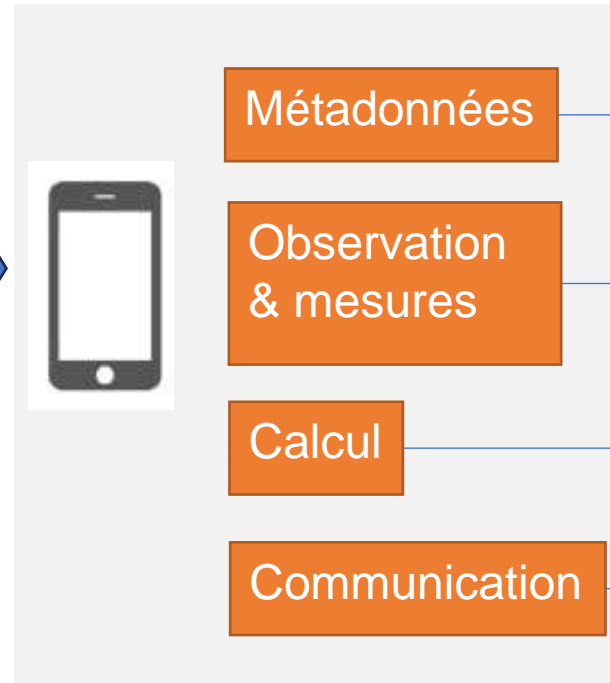 Métadonnées
Observation
& mesures
Calcul
Communication